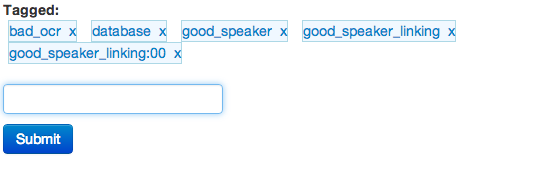 Tagged:
bad_ocr x database x good_speaker x good_speaker_linking x
good_speaker_linking:00 x
Submit